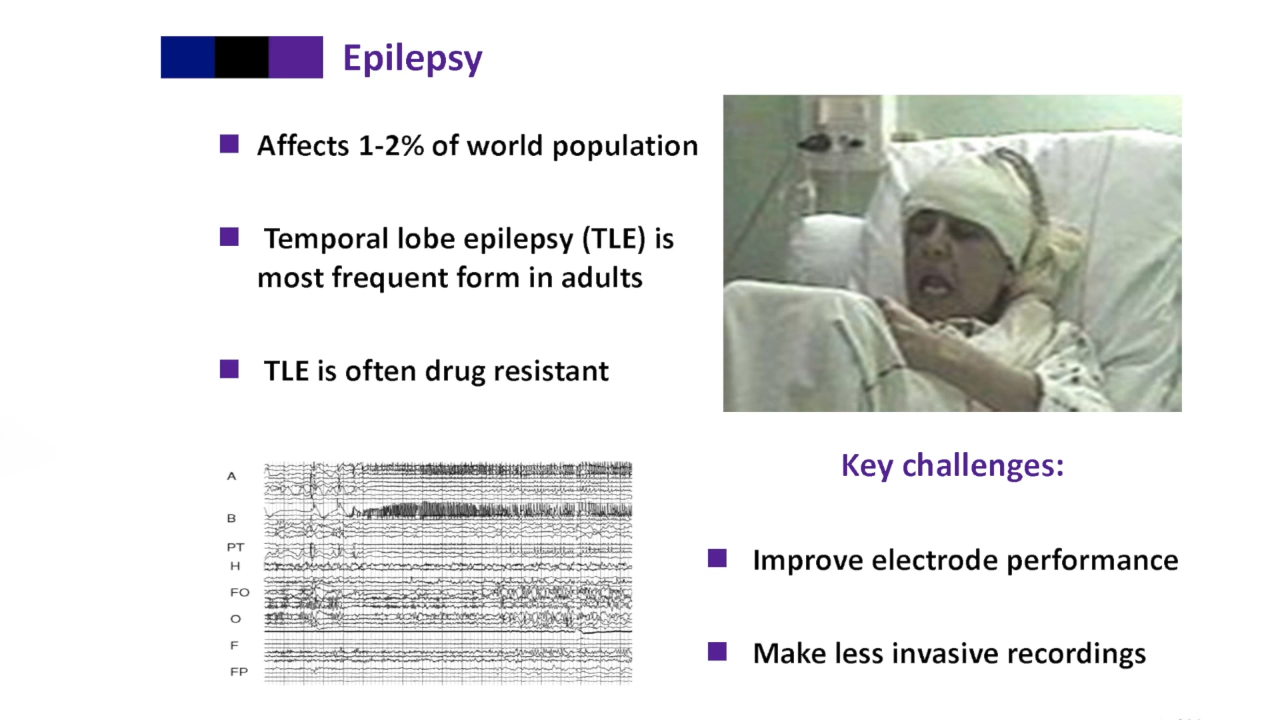 Epilepsy
Affects 1-2% of world population
Temporal lobe epilepsy (TLE) is
most frequent form in adults
TLE is often drug resistant
A
B
PT
H
FO
O
F
FP
Key challenges:
Improve electrode performance
Make less invasive recordings